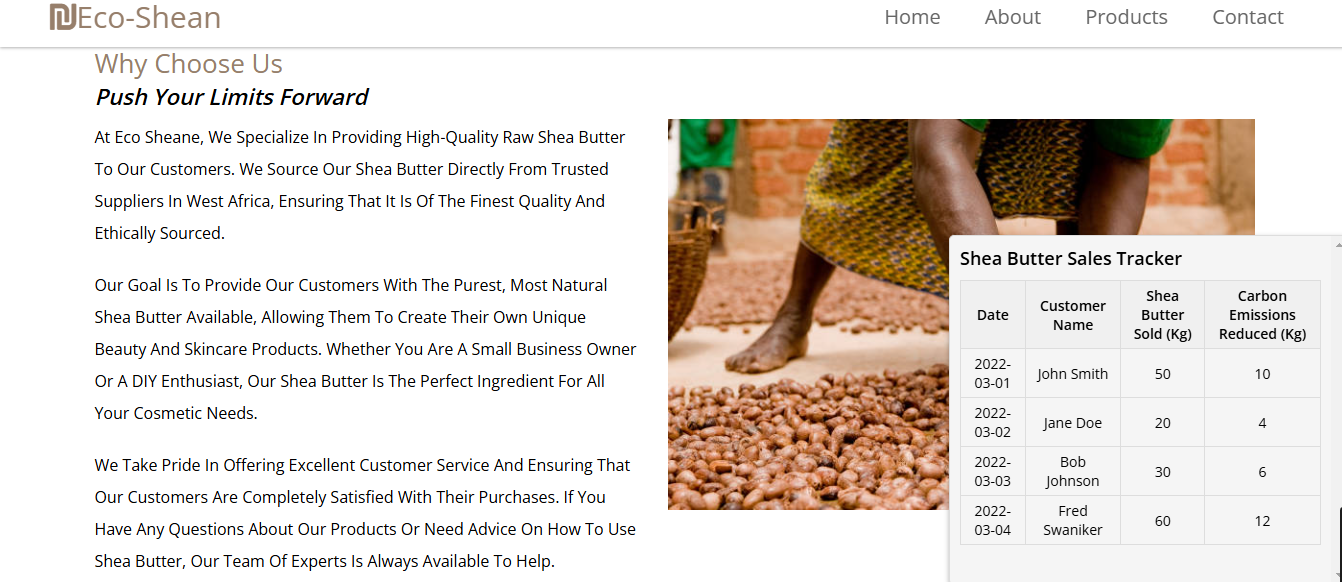 Eco-Shean
Home About Products Contact
Why Choose Us
Push Your Limits Forward
At Eco Sheane, We Specialize In Providing High-Quality Raw Shea Butter
To Our Customers. We Source Our Shea Butter Directly From Trusted
Suppliers In West Africa, Ensuring That It Is Of The Finest Quality And
Ethically Sourced.
Our Goal Is To Provide Our Customers With The Purest, Most Natural
Shea Butter Available, Allowing Them To Create Their Own Unique
Beauty And Skincare Products. Whether You Are A Small Business Owner
Or A DIY Enthusiast, Our Shea Butter Is The Perfect Ingredient For All
Your Cosmetic Needs.
We Take Pride In Offering Excellent Customer Service And Ensuring That
Our Customers Are Completely Satisfied With Their Purchases. If You
Have Any Questions About Our Products Or Need Advice On How To Use
Shea Butter, Our Team Of Experts Is Always Available To Help.
Shea Butter Sales Tracker
Date
Customer
Name
Shea
Butter
Sold (Kg)
Carbon
Emissions
Reduced (Kg)
2022-
03-01
John Smith
50
10
2022-
03-02
Jane Doe
20
4
2022-
03-03
Bob
Johnson
30
6
2022-
03-04
Fred
Swaniker
60
12